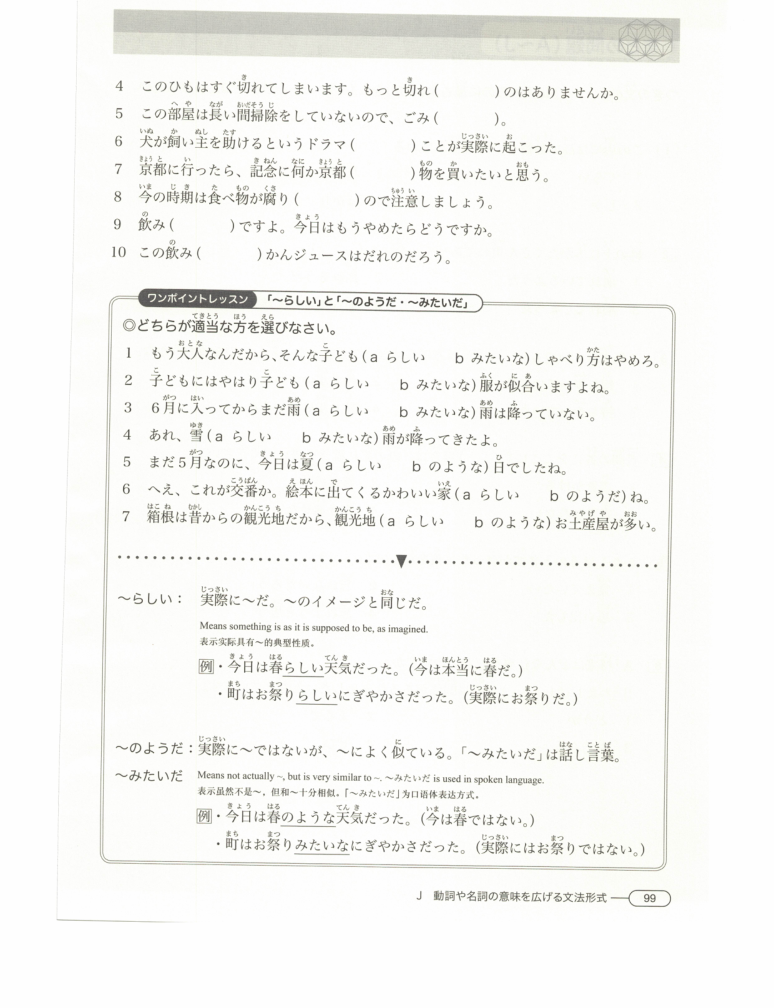 4　このひもはすぐ切れてしまいます。もっと切れ(　　　　)のはありませんか。
5　この部屋は長い間掃除をしていないので、ごみ(　　　　)。
6　犬が飼い主を助けるというドラマ(　　　　)ことが実際に起こった。
7　京都に行ったら、記念に何か京都(　　　　)物を買いたいと思う。
8　今の時期は食べ物が腐り(　　　　)ので注意しましょう。
9　飲み(　　　　)ですよ。今日はもうやめたらどうですか。
10　この飲み(　　　　)かんジュースはだれのだろう。
ワンポイントレッスン　「～らしい」と「～のようだ・～みたいだ」
◎どちらが適当な方を選びなさい。
1　もう大人なんだから、そんな子ども(a らしい　　b みたいな)しゃべり方はやめろ。
2　子どもにはやはり子ども(a らしい　　b みたいな)服が似合いますよね。
3　6月に入ってからまだ雨(a らしい　　b みたいな)雨は降っていない。
4　あれ、雪(a らしい　　b みたいな)雨が降ってきたよ。
5　まだ5月なのに、今日は夏(a らしい　　b のような)日でしたね。
6　へえ、これが交番か。絵本に出てくるかわいい家(a らしい　　b のようだ)ね。
7　箱根は昔からの観光地だから、観光地(a らしい　　b のような)お土産屋が多い。
～らしい：　実際に～だ。～のイメージと同じだ。
Means something is as it is supposed to be, as imagined.
表示实际具有～的典型性质。
例・今日は春らしい天気だった。(今は本当に春だ。)
・町はお祭りらしいにぎやかさだった。(実際にお祭りだ。)
～のようだ：実際に～ではないが、～によく似ている。「～みたいだ」は話し言葉。
～みたいだ　Means not actually ~, but is very similar to ~. ～みたいだ is used in spoken language.
表示虽然不是～，但和～十分相似。「～みたいだ」为口语体表达方式。
例・今日は春のような天気だった。(今は春ではない。)
・町はお祭りみたいなにぎやかさだった。(実際にはお祭りではない。)
J　動詞や名詞の意味を広げる文法形式　99